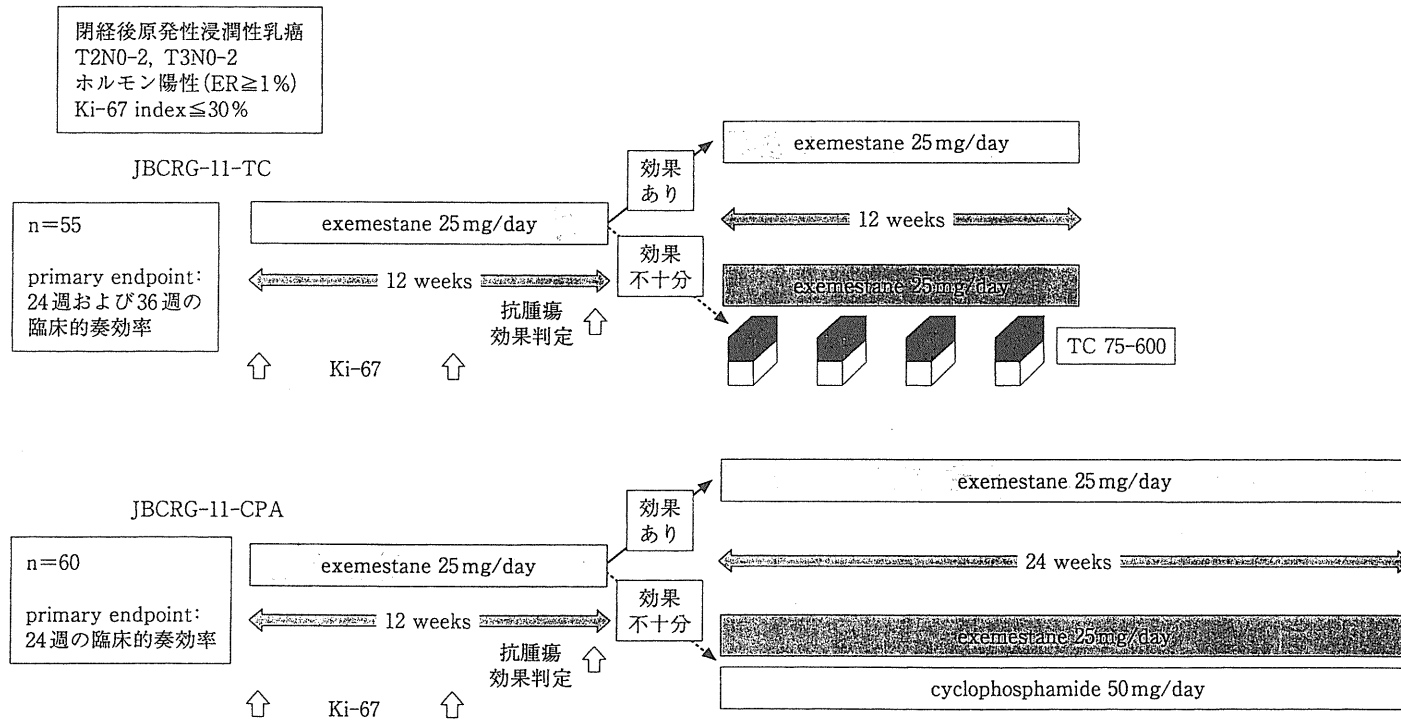 閉経後原発性浸潤性乳癌
T2N0-2, T3N0-2
ホルモン陽性(ER≧1%)
Ki-67 index≦30%
JBCRG-11-TC
n=55
primary endpoint:
24週および36週の
臨床的奏効率
exemestane 25mg/day
12 weeks
抗腫瘍
効果判定
Ki-67
効果
あり
効果
不十分
exemestane 25mg/day
12 weeks
exemestane 25mg/day
TC 75-600
JBCRG-11-CPA
n=60
primary endpoint:
24週の臨床的奏効率
exemestane 25mg/day
12 weeks
抗腫瘍
効果判定
Ki-67
効果
あり
効果
不十分
exemestane 25mg/day
24 weeks
exemestane 25mg/day
cyclophosphamide 50mg/day